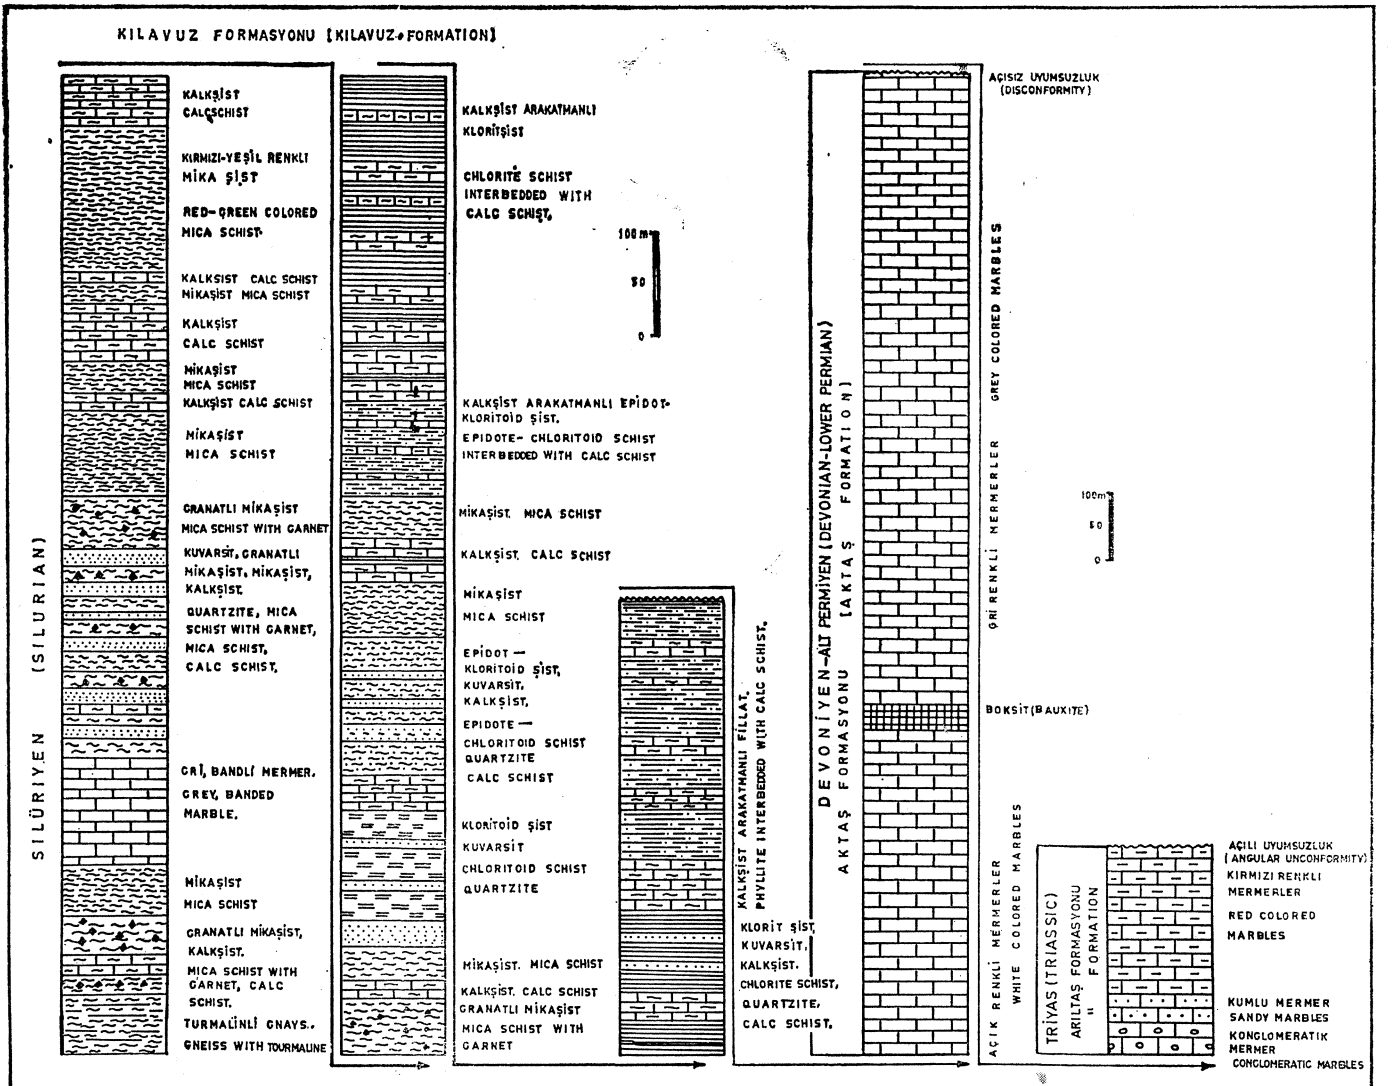 KILAVUZ FORMASYONU [KILAVUZ FORMATION]
SILÜRIYEN (SILURIAN)
KALKŞİST
CALCSCHIST
KIRMIZI-YEŞİL RENKLI
MİKA ŞİST
RED-GREEN COLORED
MICA SCHIST
KALKSIST CALC SCHIST
MİKAŞİST MICA SCHIST
KALKŞİST
CALC SCHIST
MİKAŞİST
MICA SCHIST
KALKŞİST CALC SCHIST
MİKAŞİST
MICA SCHIST
GRANATLI MİKAŞİST
MICA SCHIST WITH GARNET
KUVARSİT, GRANATLI
MİKAŞİST, MİKAŞİST,
KALKŞİST.
QUARTZITE, MICA
SCHIST WITH GARNET,
MICA SCHIST,
CALC SCHIST.
GRİ, BANDLI MERMER.
GREY, BANDED
MARBLE.
MİKAŞİST
MICA SCHIST
GRANATLI MİKAŞİST,
KALKŞİST.
MICA SCHIST WITH
GARNET, CALC
SCHIST.
TURMALİNLİ GNAYS..
GNEISS WITH TOURMALINE
KALKŞİST ARAKATMANLI
KLORİTŞİST
CHLORITE SCHIST
INTERBEDDED WITH
CALC SCHIST.
100 m
50
0
KALKŞİST ARAKATMANLI EPİDOT-
KLORITOID ŞİST.
EPIDOTE- CHLORITOID SCHIST
INTERBEDDED WITH CALC SCHIST
MİKAŞİST. MICA SCHIST
KALKŞİST. CALC SCHIST
MİKAŞİST
MICA SCHIST
EPİDOT —
KLORİTOİD ŞİST,
KUVARSİT,
KALKŞİST.
EPIDOTE —
CHLORITOID SCHIST
QUARTZITE
CALC SCHIST
KLORİTOİD ŞİST
KUVARSİT
CHLORITOID SCHIST
QUARTZITE
MİKAŞİST. MICA SCHIST
KALKŞİST. CALC SCHIST
GRANATLI MİKAŞİST
MICA SCHIST WITH
GARNET
KALKŞİST ARAKATMANLI FİLLAT.
PHYLLITE INTERBEDDED WITH CALC SCHIST.
KLORIT ŞİST,
KUVARSİT,
KALKŞİST.
CHLORITE SCHIST,
QUARTZITE,
CALC SCHIST.
DEVONİYEN-ALT PERMİYEN [DEVONIAN-LOWER PERMIAN)
AKTAŞ FORMASYONU [AKTAŞ FORMATION]
AÇISIZ UYUMSUZLUK
(DISCONFORMITY)
GRİ RENKLİ MERMERLER GREY COLORED MARBLES
100m
50
0
BOKSİT(BAUXITE)
AÇIK RENKLİ MERMERLER
WHITE COLORED MARBLES
TRİYAS(TRIASSIC)
ARILTAŞ FORMASYONU
" FORMATION
AÇILI UYUMSUZLUK
(ANGULAR UNCONFORMITY)
KIRMIZI RENKLI
MERMERLER
RED COLORED
MARBLES
KUMLU MERMER
SANDY MARBLES
KONGLOMERATIK
MERMER
CONGLOMERATIC MARBLES